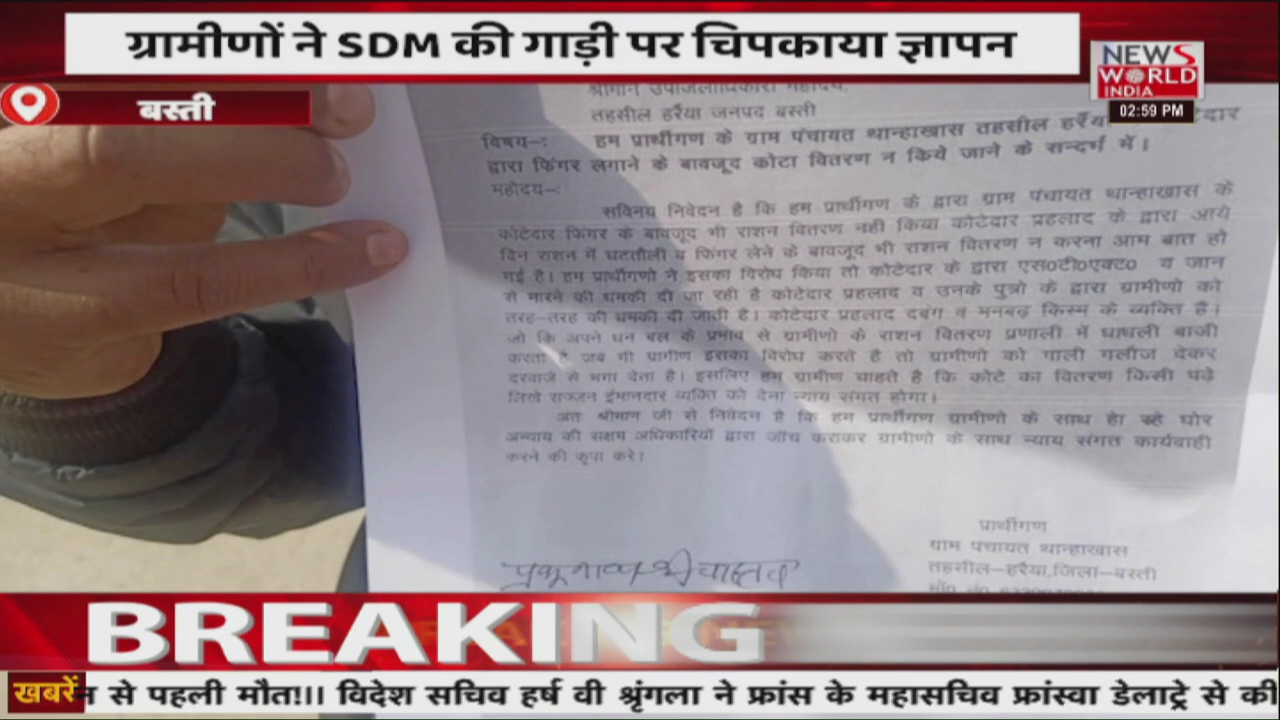 ग्रामीणों ने SDM की गाड़ी पर चिपकाया ज्ञापन
NEWS
WORLD
INDIA
02:59 PM
बस्ती
श्रीमान उपजिलाधिकारी महोदय,
तहसील हर्रैया जनपद बस्ती
विषय–: हम प्रार्थीगण के ग्राम पंचायत थान्हाखास तहसील हर्रैया
द्वारा फिंगर लगाने के बावजूद कोटा वितरण न किये जाने के सन्दर्भ में।
महोदय–:
सविनय निवेदन है कि हम प्रार्थीगण के द्वारा ग्राम पंचायत थान्हाखास के
कोटेदार फिंगर के बावजूद भी राशन वितरण नही किया कोटेदार प्रहलाद के द्वारा आये
दिन राशन में घटतौली व फिंगर लेने के बावजूद भी राशन वितरण न करना आम बात हो
गई है। हम प्रार्थीगणो ने इसका विरोध किया तो कोटेदार के द्वारा एस0टी0एक्ट0 व जान
से मारने की धमकी दी जा रही है कोटेदार प्रहलाद व उनके पुत्रो के द्वारा ग्रामीणो को
तरह–तरह की धमकी दी जाती है। कोटेदार प्रहलाद दबंग व मनबढ़ किस्म के व्यक्ति है।
जो कि अपने धन बल के प्रभाव से ग्रामीणो के राशन वितरण प्रणाली में धाधली बाजी
करता है जब भी ग्रामीण इसका विरोध करते है तो ग्रामीणो को गाली गलौज देकर
दरवाजे से भगा देता है। इसलिए हम ग्रामीण चाहते है कि कोटे का वितरण किसी पढ़े
लिखे सज्जन ईमानदार व्यक्ति को देना न्याय संगत होगा।
अतः श्रीमान जी से निवेदन है कि हम प्रार्थीगण ग्रामीणो के साथ हो रहे घोर
अन्याय की सक्षम अधिकारियों द्वारा जाँच कराकर ग्रामीणो के साथ न्याय संगत कार्यवाही
करने की कृपा करे।
प्रार्थीगण
ग्राम पंचायत थान्हाखास
तहसील–हर्रैया,जिला–बस्ती
BREAKING
खबरें न से पहली मौत!।। विदेश सचिव हर्ष वी श्रृंगला ने फ्रांस के महासचिव फ्रांस्वा डेलाट्रे से की